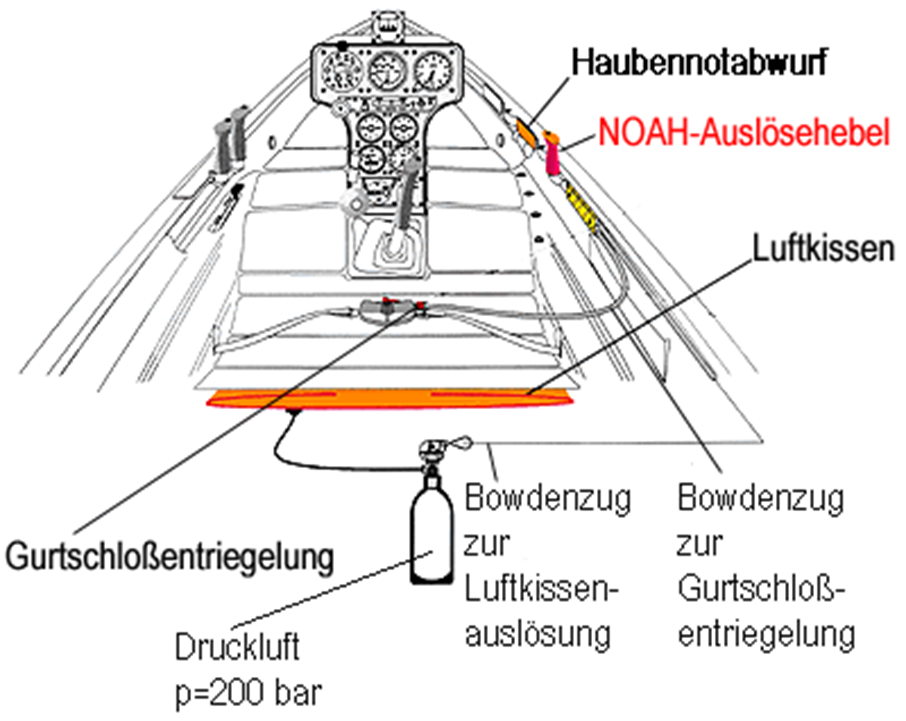 Haubennotabwurf
NOAH-Auslösehebel
Luftkissen
Gurtschloßentriegelung
Bowdenzug
zur
Luftkissen-
auslösung
Bowdenzug
zur
Gurtschloß-
entriegelung
Druckluft
p=200 bar